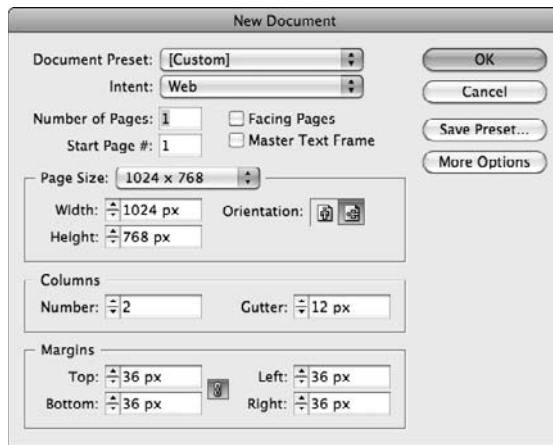 New Document
Document Preset: [Custom]
Intent: Web
Number of Pages: 1
Facing Pages
Start Page #: 1
Master Text Frame
OK
Cancel
Save Preset...
More Options
Page Size: 1024 x 768
Width: 1024 px
Orientation:
Height: 768 px
Columns
Number: 2
Gutter: 12 px
Margins
Top: 36 px
Left: 36 px
Bottom: 36 px
Right: 36 px